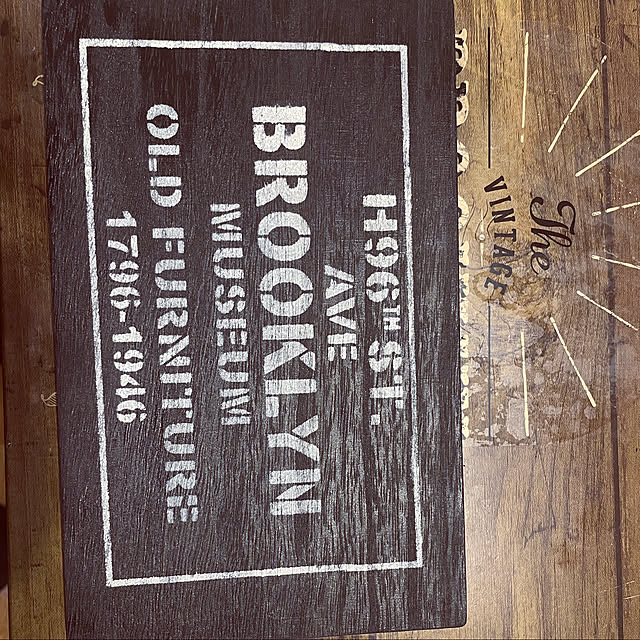 The
VINTAGE
H96TH ST.
AVE
BROOKLYN
MUSEUM
OLD FURNITURE
1796-1946